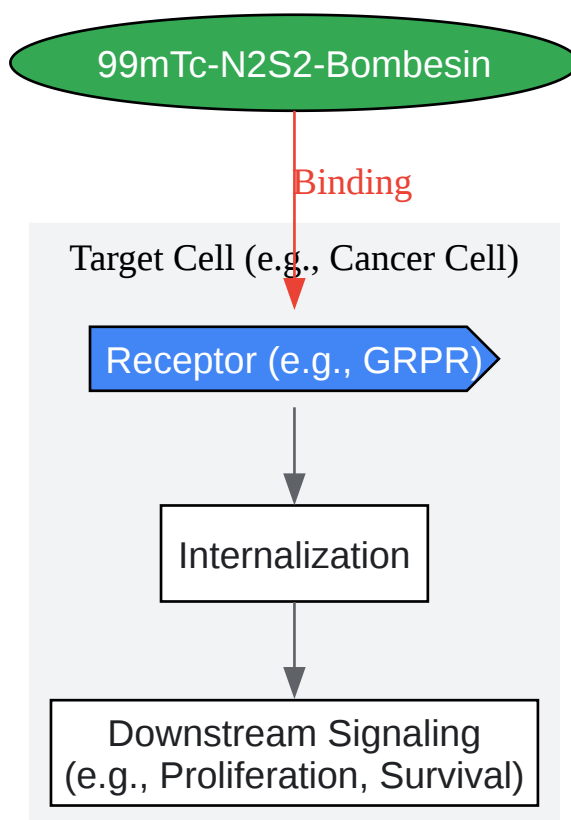 99mTc-N2S2-Bombesin
Binding
Target Cell (e.g., Cancer Cell)
Receptor (e.g., GRPR)
Internalization
Downstream Signaling
(e.g., Proliferation, Survival)